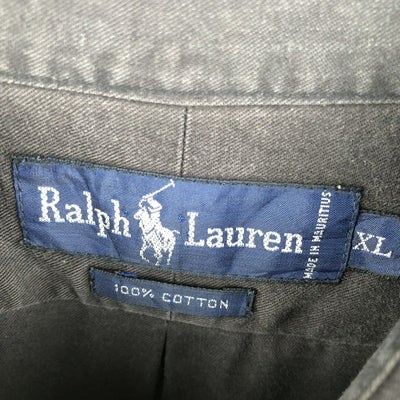 Ralph Lauren
MADE IN MAURITIUS
XL
100% COTTON